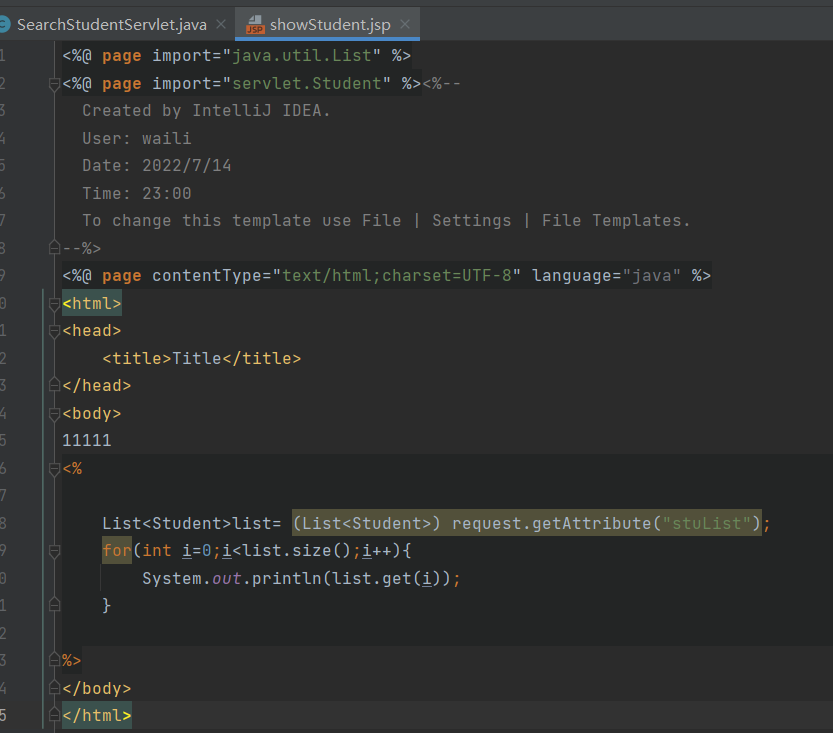 SearchStudentServlet.java × showStudent.jsp ×
1 <%@ page import="java.util.List" %>
2 <%@ page import="servlet.Student" %><%--
3 Created by IntelliJ IDEA.
4 User: waili
5 Date: 2022/7/14
6 Time: 23:00
7 To change this template use File | Settings | File Templates.
8 --%>
9 <%@ page contentType="text/html;charset=UTF-8" language="java" %>
0 <html>
1 <head>
2 <title>Title</title>
3 </head>
4 <body>
5 11111
6 <%
7
8 List<Student>list= (List<Student>) request.getAttribute("stuList");
9 for(int i=0;i<list.size();i++){
0 System.out.println(list.get(i));
1 }
2
3 %>
4 </body>
5 </html>